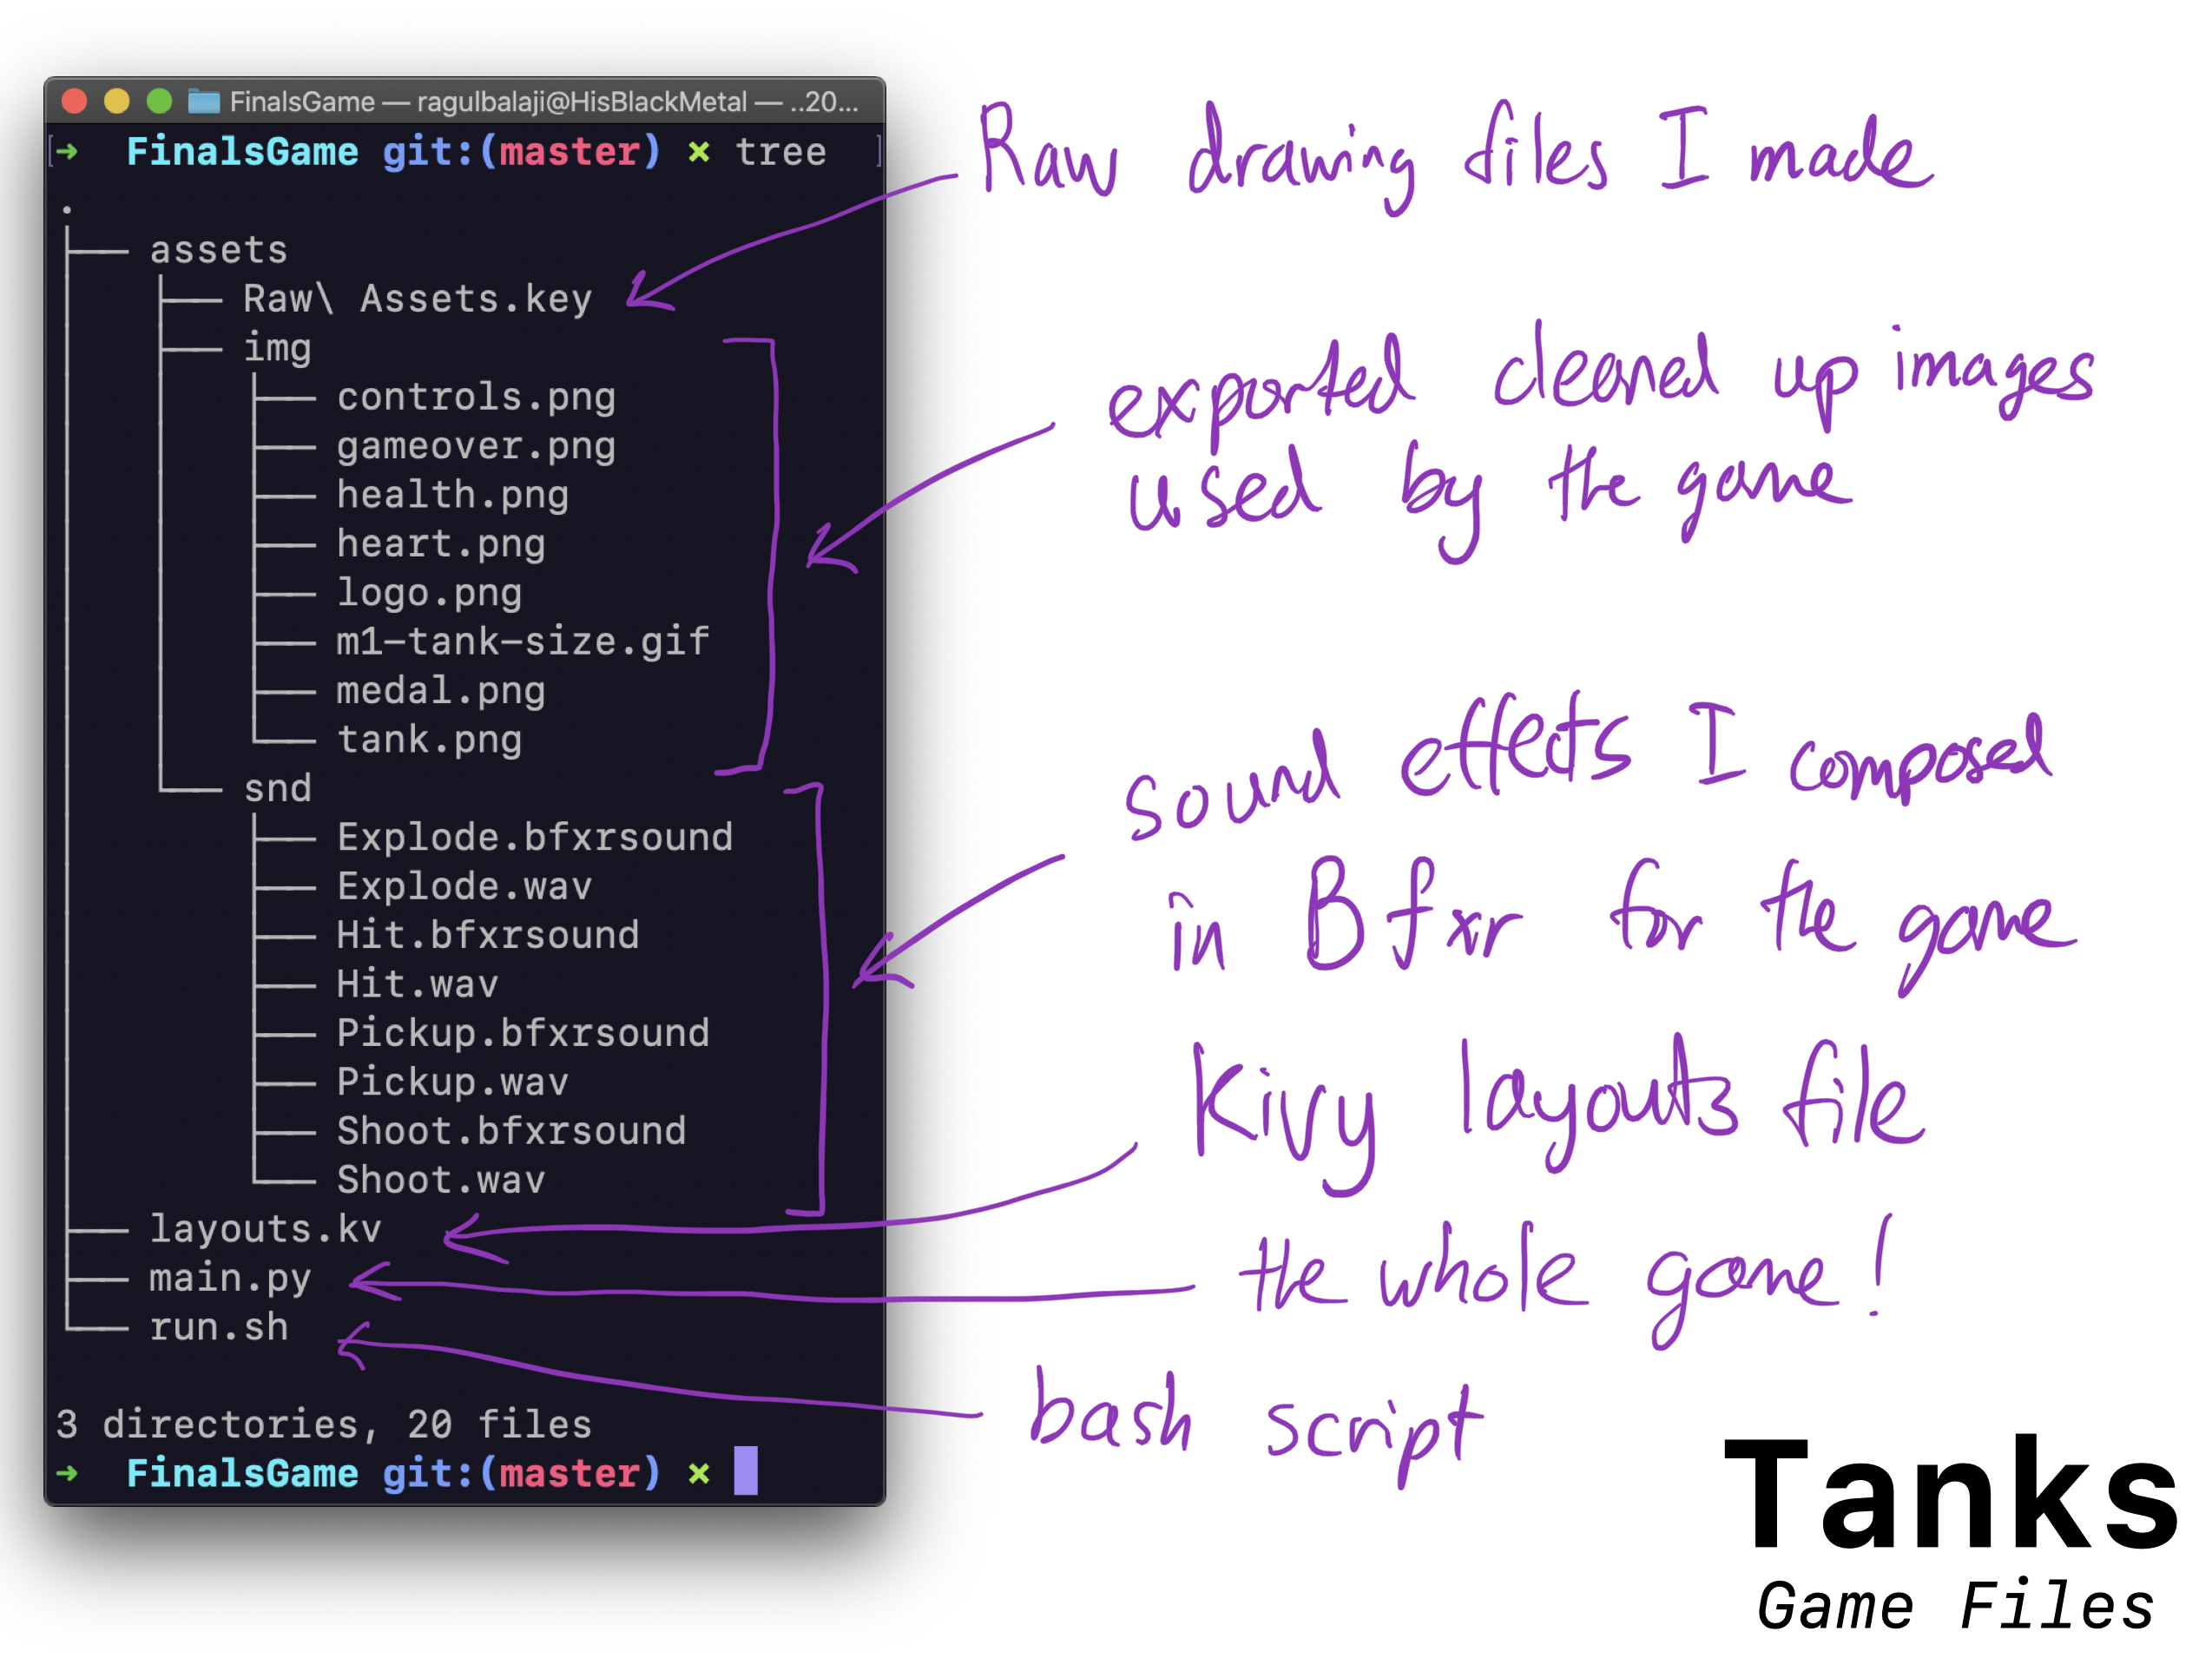 FinalsGame — ragulbalaji@HisBlackMetal — ..20...
[➜ FinalsGame git:(master) ✗ tree ]
.
├── assets
│   ├── Raw\ Assets.key
│   ├── img
│   │   ├── controls.png
│   │   ├── gameover.png
│   │   ├── health.png
│   │   ├── heart.png
│   │   ├── logo.png
│   │   ├── m1-tank-size.gif
│   │   ├── medal.png
│   │   └── tank.png
│   └── snd
│       ├── Explode.bfxrsound
│       ├── Explode.wav
│       ├── Hit.bfxrsound
│       ├── Hit.wav
│       ├── Pickup.bfxrsound
│       ├── Pickup.wav
│       ├── Shoot.bfxrsound
│       └── Shoot.wav
├── layouts.kv
├── main.py
└── run.sh
3 directories, 20 files
➜ FinalsGame git:(master) ✗
Raw drawing files I made
exported cleaned up images
used by the game
sound effects I composed
in Bfxr for the game
Kivy layouts file
the whole game!
bash script
Tanks
Game Files